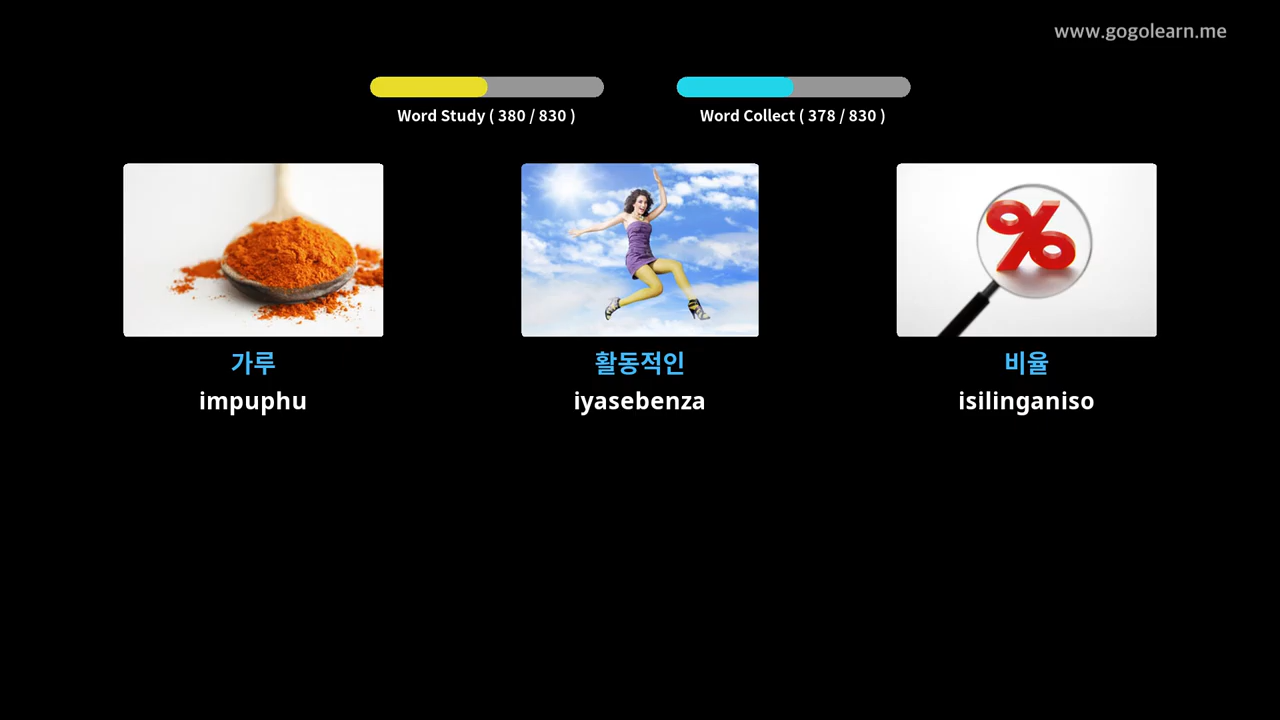 www.gogolearn.me
Word Study ( 380 / 830 )
Word Collect ( 378 / 830 )
%
가루
활동적인
비율
impuphu
iyasebenza
isilinganiso